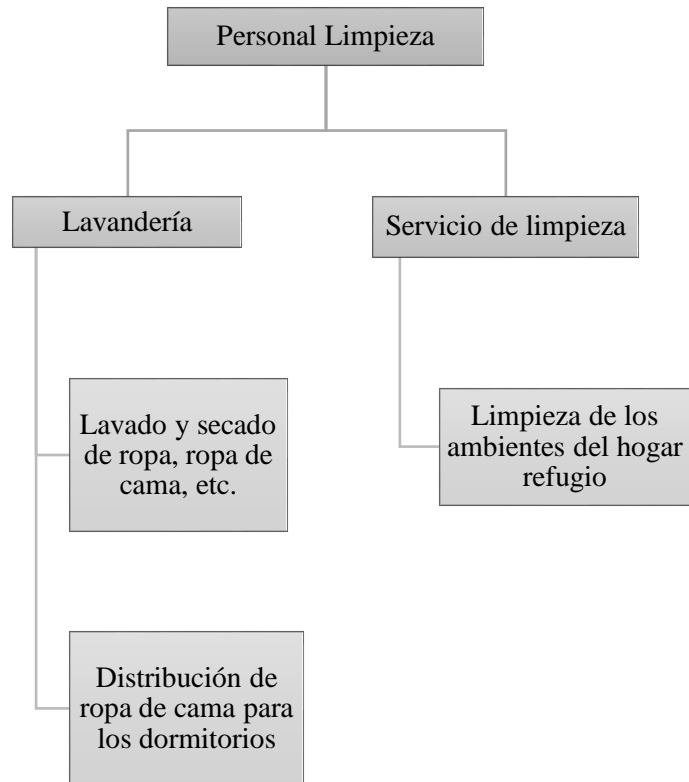 Personal Limpieza
Lavandería
Servicio de limpieza
Lavado y secado
de ropa, ropa de
cama, etc.
Limpieza de los
ambientes del hogar
refugio
Distribución de
ropa de cama para
los dormitorios